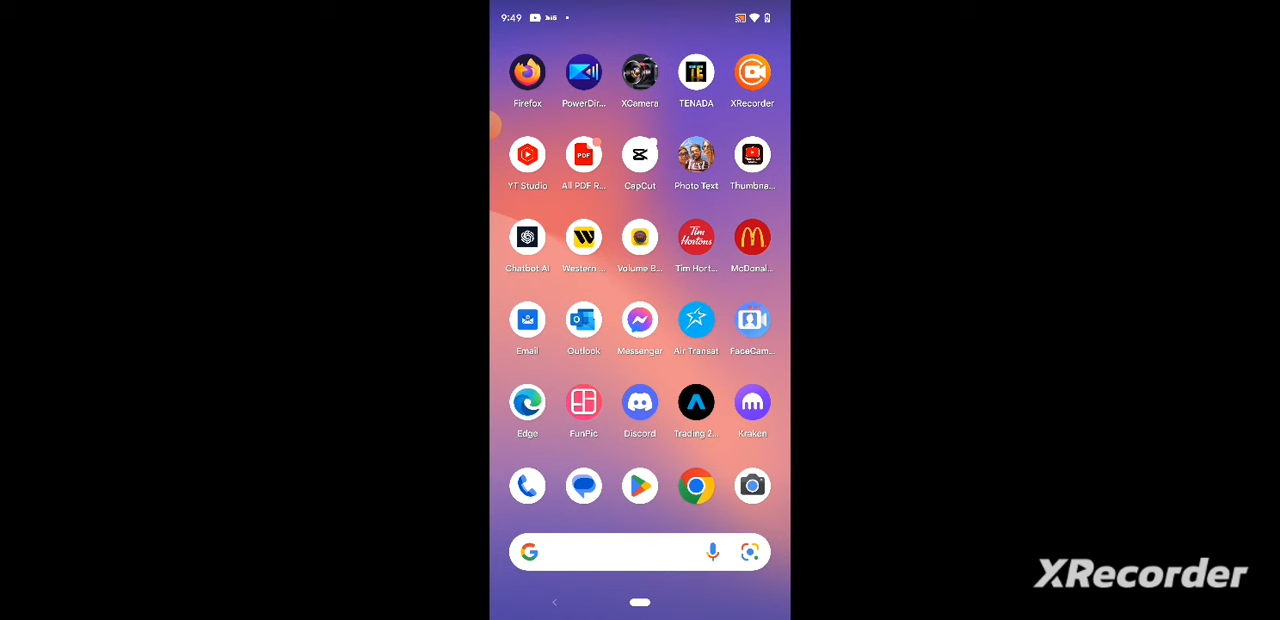 9:49
Firefox PowerDir... XCamera TENADA XRecorder
YT Studio All PDF R... CapCut Photo Text Thumbna...
Chatbot AI Western ... Volume B... Tim Hort... McDonal...
Email Outlook Messenger Air Transat FaceCam...
Edge FunPic Discord Trading 2... Kraken
XRecorder